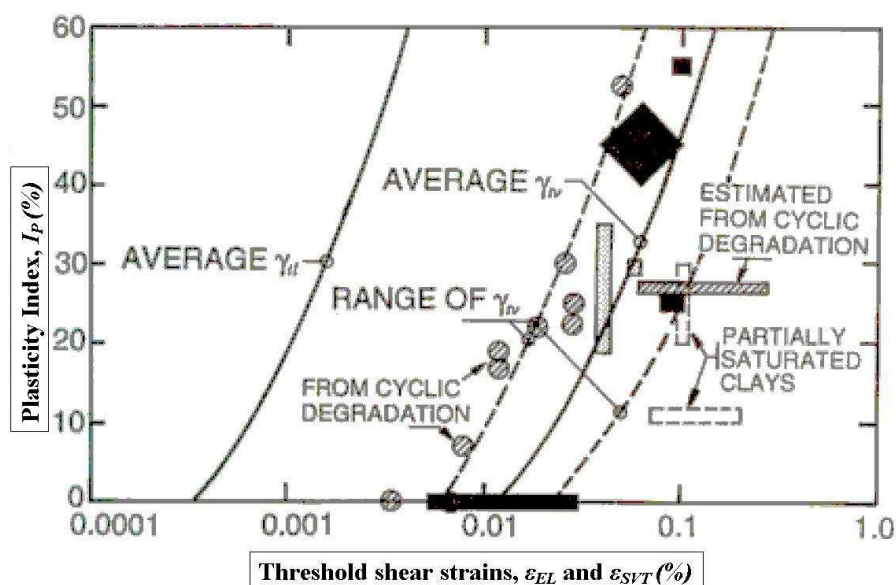 60
50
40
30
20
10
0
Plasticity Index, I_P (%)
AVERAGE γtl
AVERAGE γtv
RANGE OF γtv
FROM CYCLIC
DEGRADATION
ESTIMATED
FROM CYCLIC
DEGRADATION
PARTIALLY
SATURATED
CLAYS
0.0001
0.001
0.01
0.1
1.0
Threshold shear strains, εEL and εSVT (%)